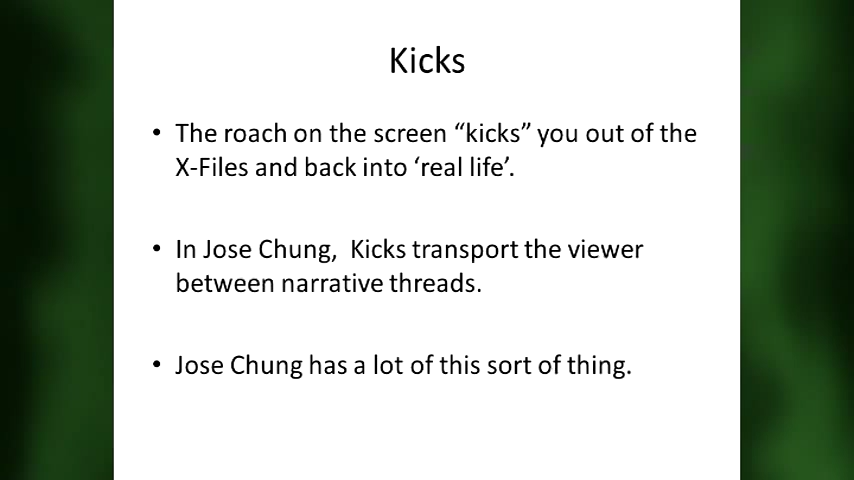 Kicks
• The roach on the screen “kicks” you out of the
X-Files and back into ‘real life’.
• In Jose Chung,  Kicks transport the viewer
between narrative threads.
• Jose Chung has a lot of this sort of thing.